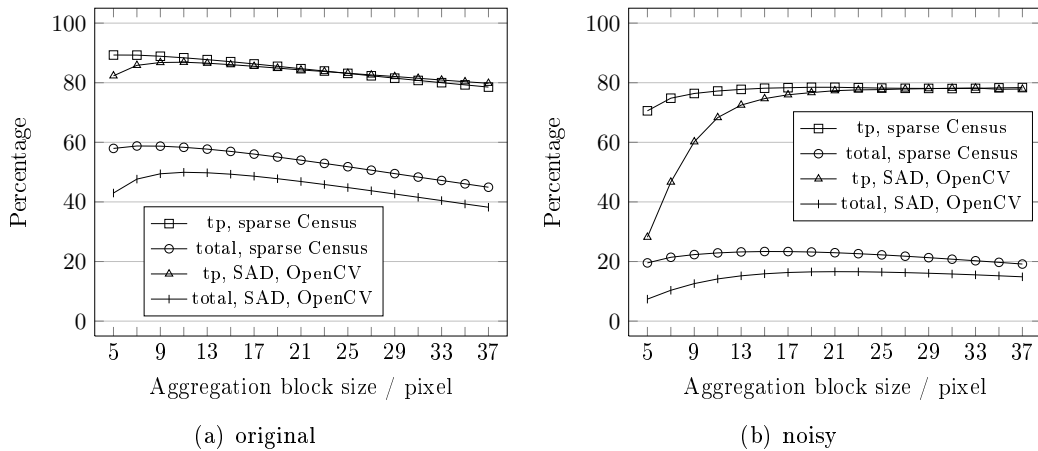 100
80
60
40
20
0
Percentage
tp, sparse Census
total, sparse Census
tp, SAD, OpenCV
total, SAD, OpenCV
5 9 13 17 21 25 29 33 37
Aggregation block size / pixel
(a) original
100
80
60
40
20
0
Percentage
tp, sparse Census
total, sparse Census
tp, SAD, OpenCV
total, SAD, OpenCV
5 9 13 17 21 25 29 33 37
Aggregation block size / pixel
(b) noisy